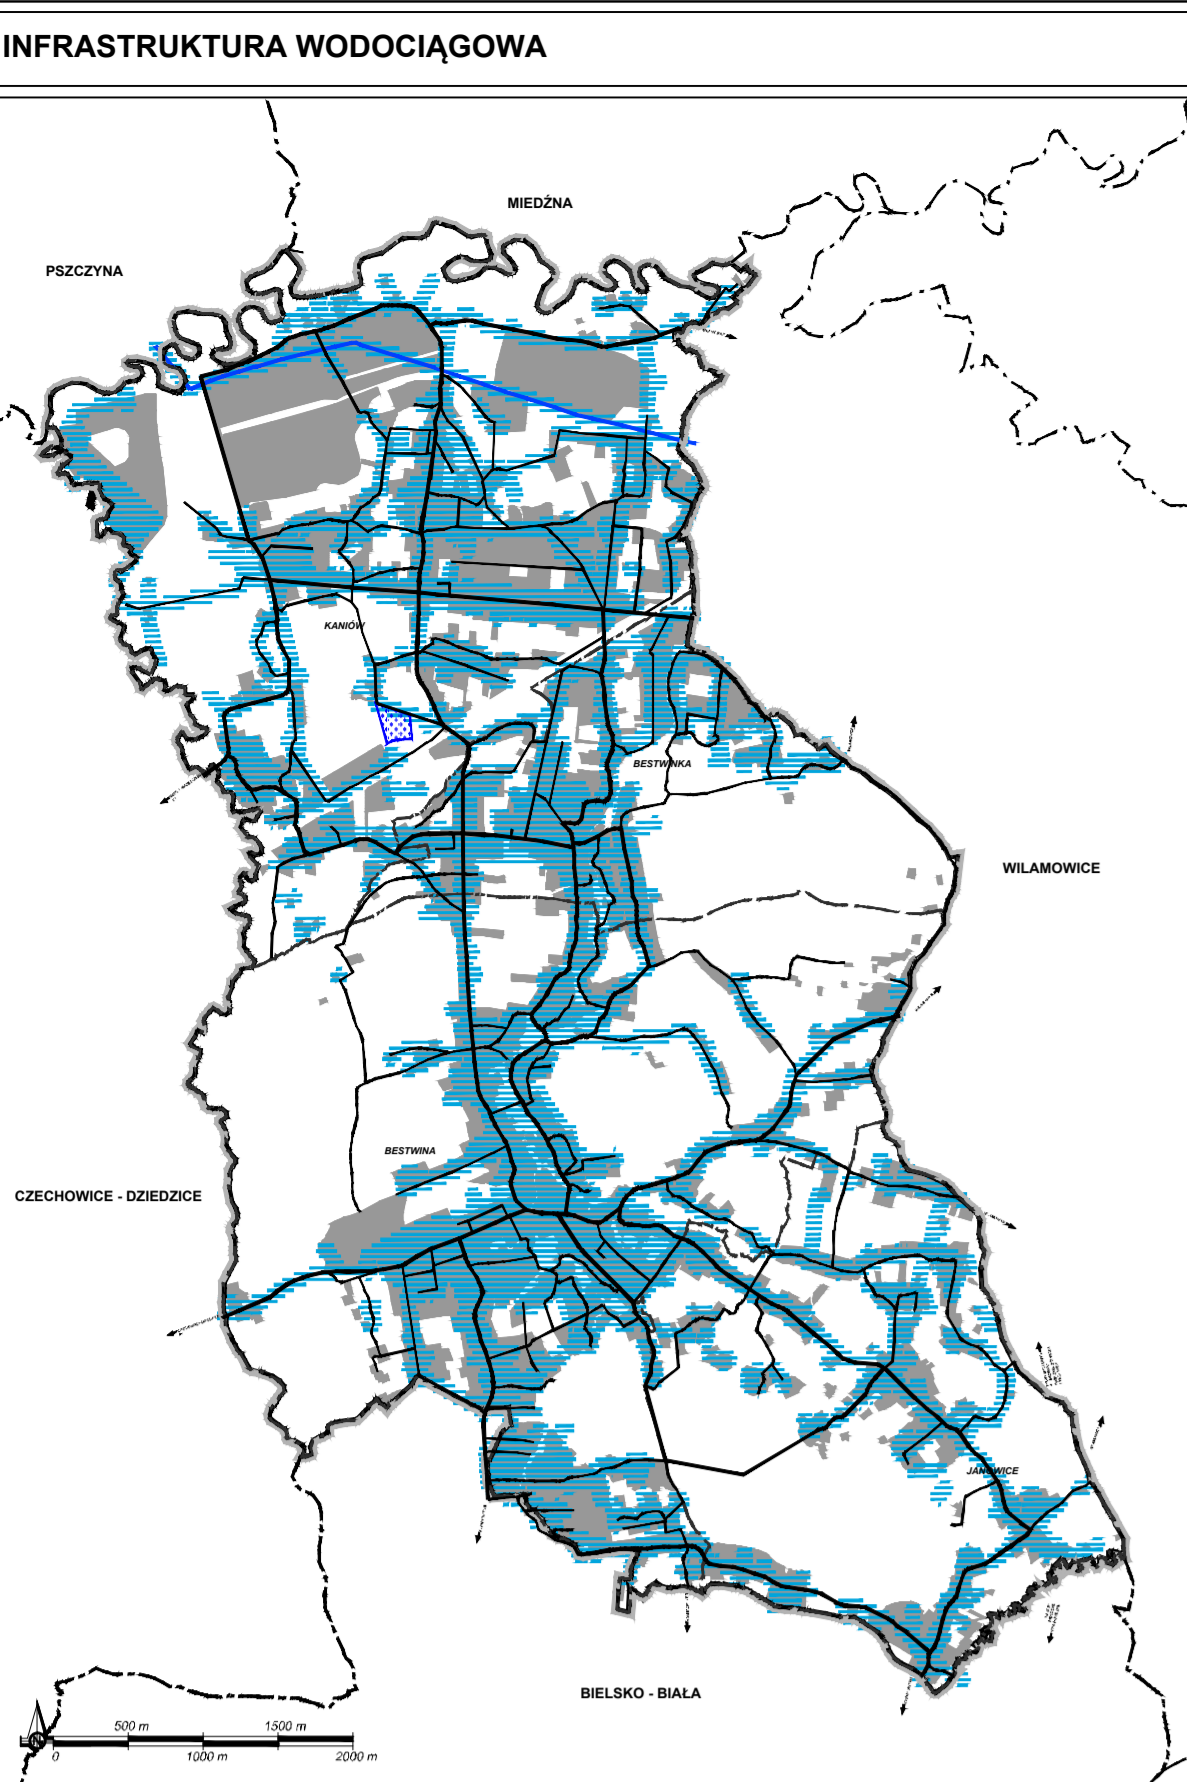 INFRASTRUKTURA WODOCIĄGOWA
MIEDŹNA
PSZCZYNA
KANIÓW
BESTWINKA
WILAMOWICE
BESTWINA
CZECHOWICE - DZIEDZICE
JANOWICE
BIELSKO - BIAŁA
500 m
1500 m
N
0
1000 m
2000 m